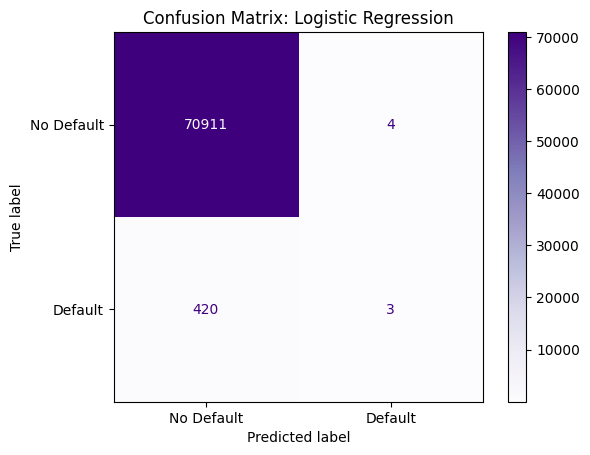 Confusion Matrix: Logistic Regression
True label
No Default
Default
70911
4
420
3
No Default
Default
Predicted label
70000
60000
50000
40000
30000
20000
10000